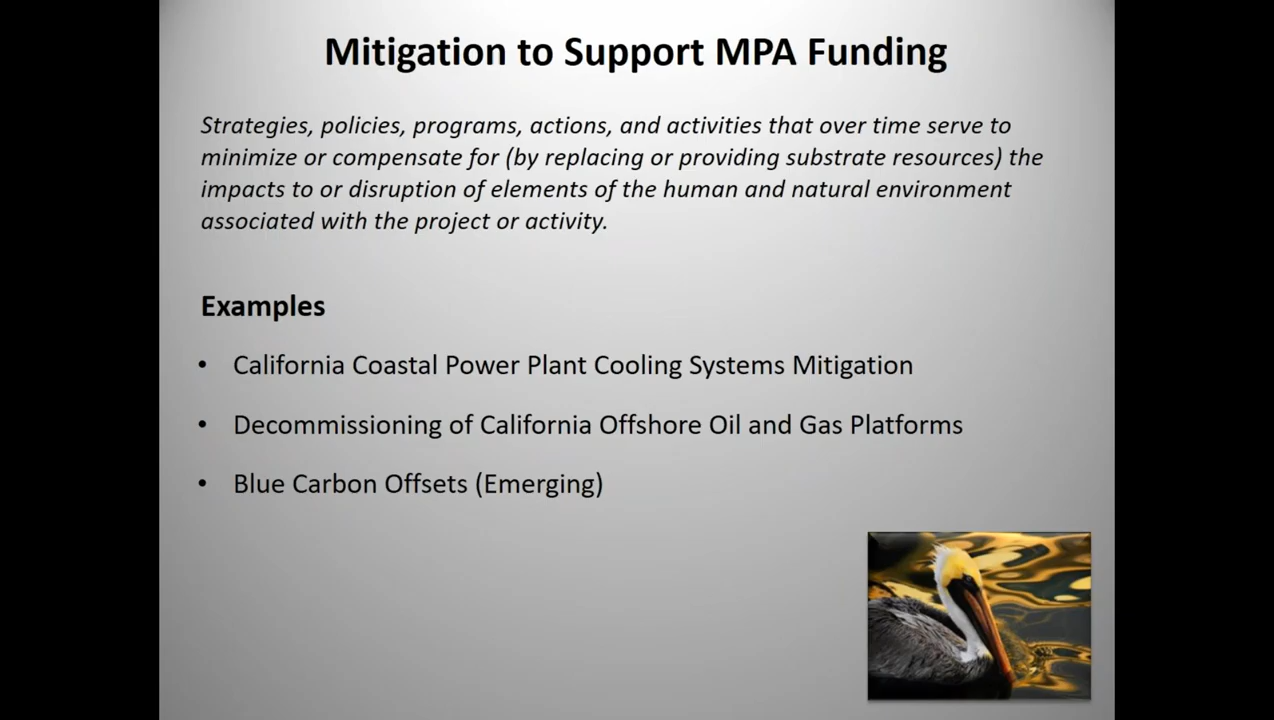 Mitigation to Support MPA Funding
Strategies, policies, programs, actions, and activities that over time serve to
minimize or compensate for (by replacing or providing substrate resources) the
impacts to or disruption of elements of the human and natural environment
associated with the project or activity.
Examples
• California Coastal Power Plant Cooling Systems Mitigation
• Decommissioning of California Offshore Oil and Gas Platforms
• Blue Carbon Offsets (Emerging)